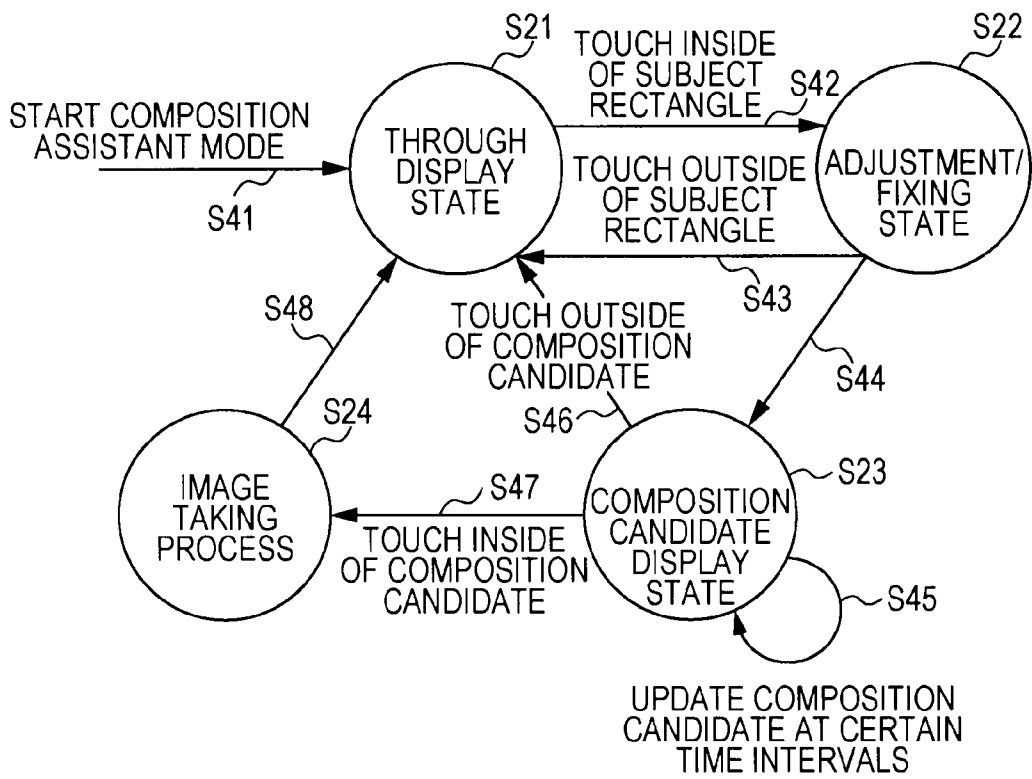 S21
TOUCH INSIDE
OF SUBJECT
RECTANGLE
S42
S22
START COMPOSITION
ASSISTANT MODE
S41
THROUGH
DISPLAY
STATE
TOUCH OUTSIDE
OF SUBJECT
RECTANGLE
S43
ADJUSTMENT/
FIXING
STATE
S48
TOUCH OUTSIDE
OF COMPOSITION
CANDIDATE
S46
S44
S24
IMAGE
TAKING
PROCESS
S47
TOUCH INSIDE
OF COMPOSITION
CANDIDATE
S23
COMPOSITION
CANDIDATE
DISPLAY
STATE
S45
UPDATE COMPOSITION
CANDIDATE AT CERTAIN
TIME INTERVALS